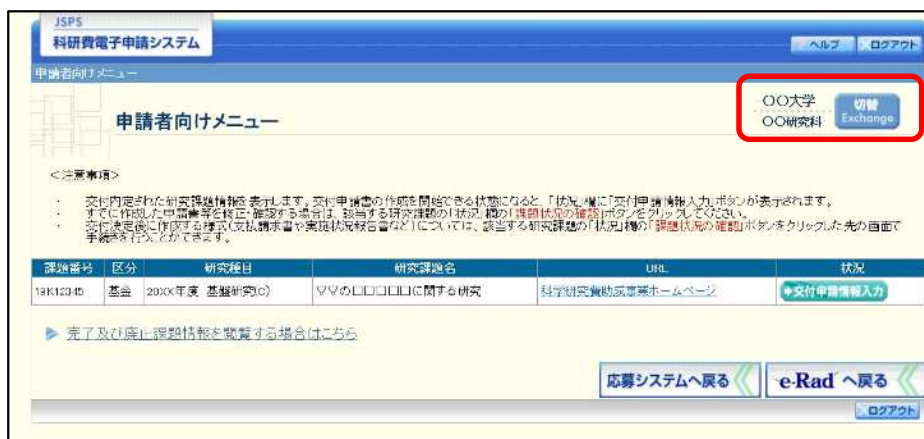 JSPS
科研費電子申請システム
ヘルプ ログアウト
申請者向けメニュー
申請者向けメニュー
〇〇大学
〇〇研究科
切替
Exchange
<注意事項>
・ 交付内定された研究課題情報を表示します。交付申請書の作成を開始できる状態になると、「状況」欄に「交付申請情報入力」ボタンが表示されます。
・ すでに作成した申請書等を修正・確認する場合は、該当する研究課題の「状況」欄の「課題状況の確認」ボタンをクリックしてください。
・ 交付決定後に作成する様式(支払請求書や実施状況報告書など)については、該当する研究課題の「状況」欄の「課題状況の確認」ボタンをクリックした先の画面で
手続きを行うことができます。
課題番号 区分 研究種目 研究課題名 URL 状況
19K12345 基金 20XX年度 基盤研究(C) ▽▽の□□□□□に関する研究 科学研究費助成事業ホームページ 交付申請情報入力
完了及び廃止課題情報を閲覧する場合はこちら
応募システムへ戻る e-Rad へ戻る
ログアウト